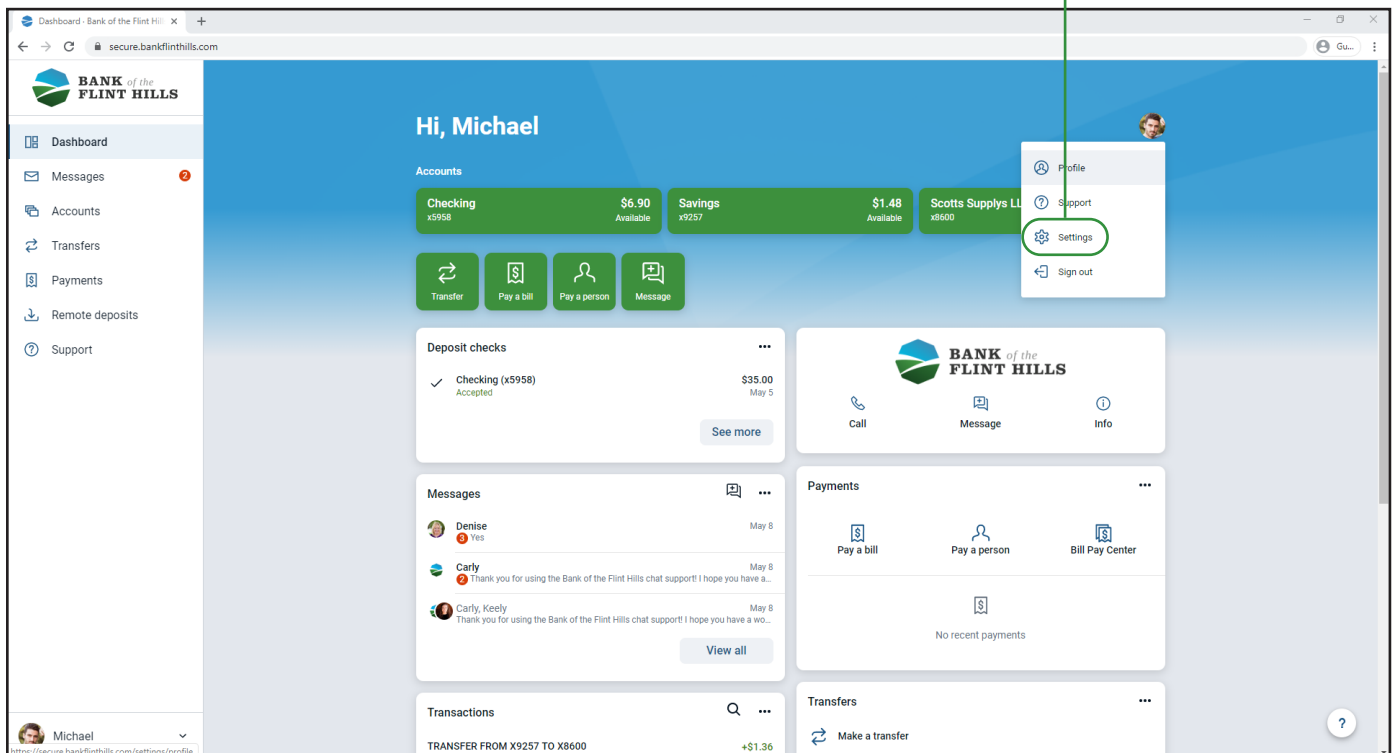 Dashboard - Bank of the Flint Hil
secure.bankflinthills.com
Gu...
BANK of the
FLINT HILLS
Dashboard
Messages 2
Accounts
Transfers
Payments
Remote deposits
Support
Hi, Michael
Accounts
Checking $6.90
x5958 Available
Savings $1.48
x9257 Available
Scotts Supplys LL
x8600
Profile
Support
Settings
Sign out
Transfer
Pay a bill
Pay a person
Message
Deposit checks
Checking (x5958) $35.00
Accepted May 5
See more
BANK of the
FLINT HILLS
Call
Message
Info
Messages
Denise May 8
3 Yes
Carly May 8
2 Thank you for using the Bank of the Flint Hills chat support! I hope you have a...
Carly, Keely May 8
Thank you for using the Bank of the Flint Hills chat support! I hope you have a wo...
View all
Payments
Pay a bill
Pay a person
Bill Pay Center
No recent payments
Transactions
TRANSFER FROM X9257 TO X8600 +$1.36
Transfers
Make a transfer
?
Michael
https://secure.bankflinthills.com/settings/profile